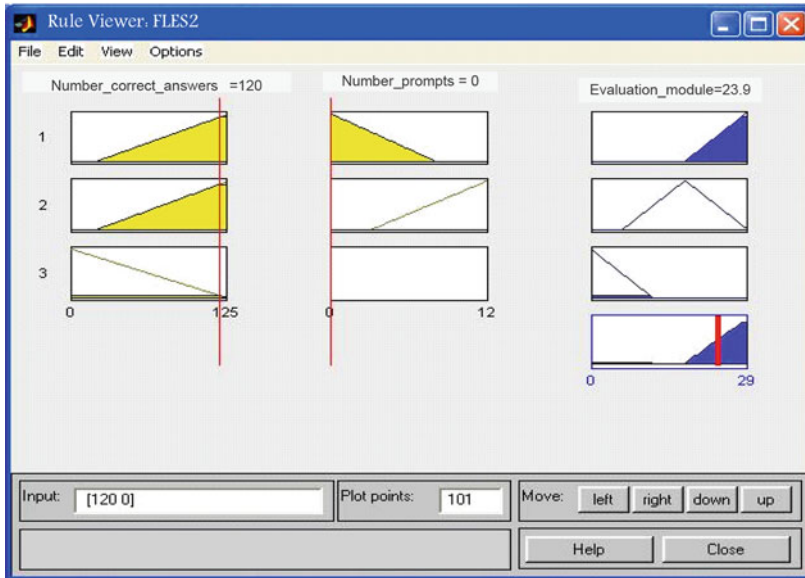 Rule Viewer: FLES2
File Edit View Options
Number_correct_answers =120
Number_prompts = 0
Evaluation_module=23.9
1
2
3
0 125
0 12
0 29
Input: [120 0]
Plot points: 101
Move: left right down up
Help Close